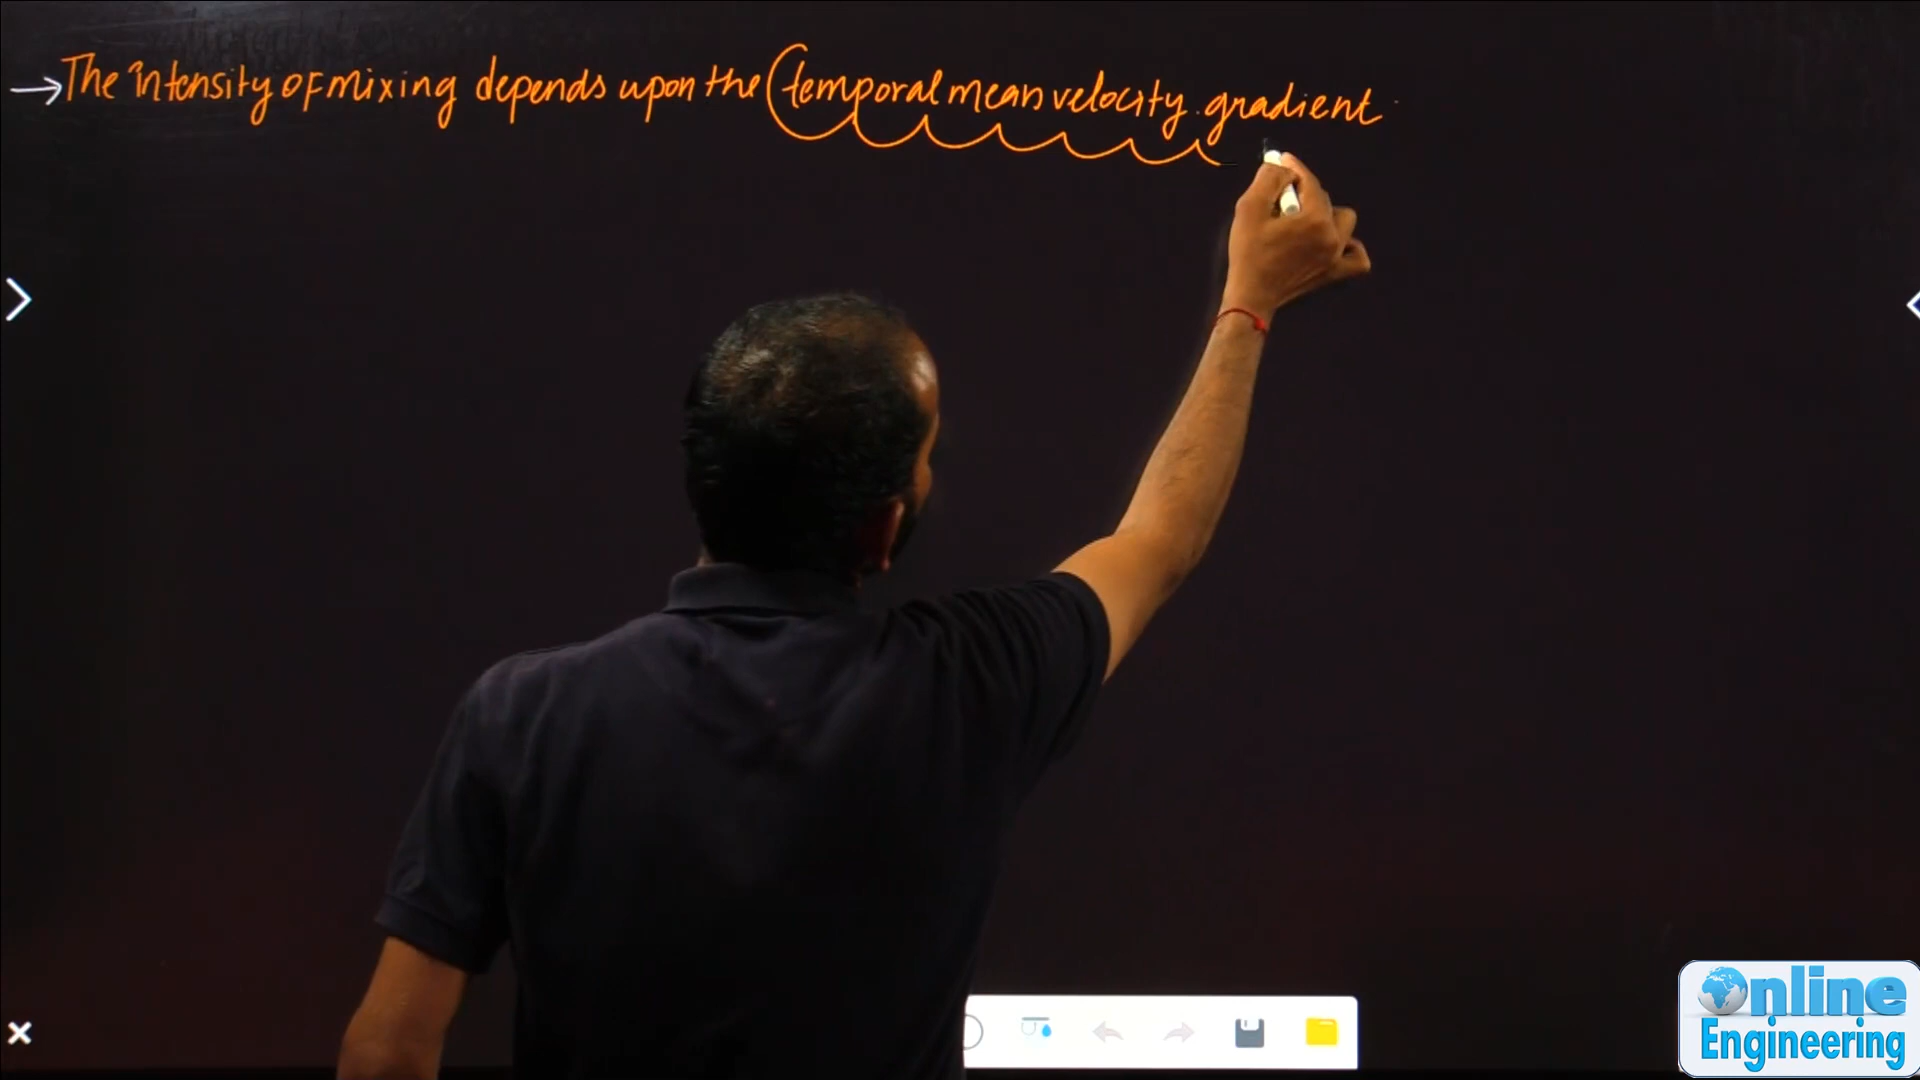 → The intensity of mixing depends upon the (temporal mean velocity gradient.
Online
Engineering